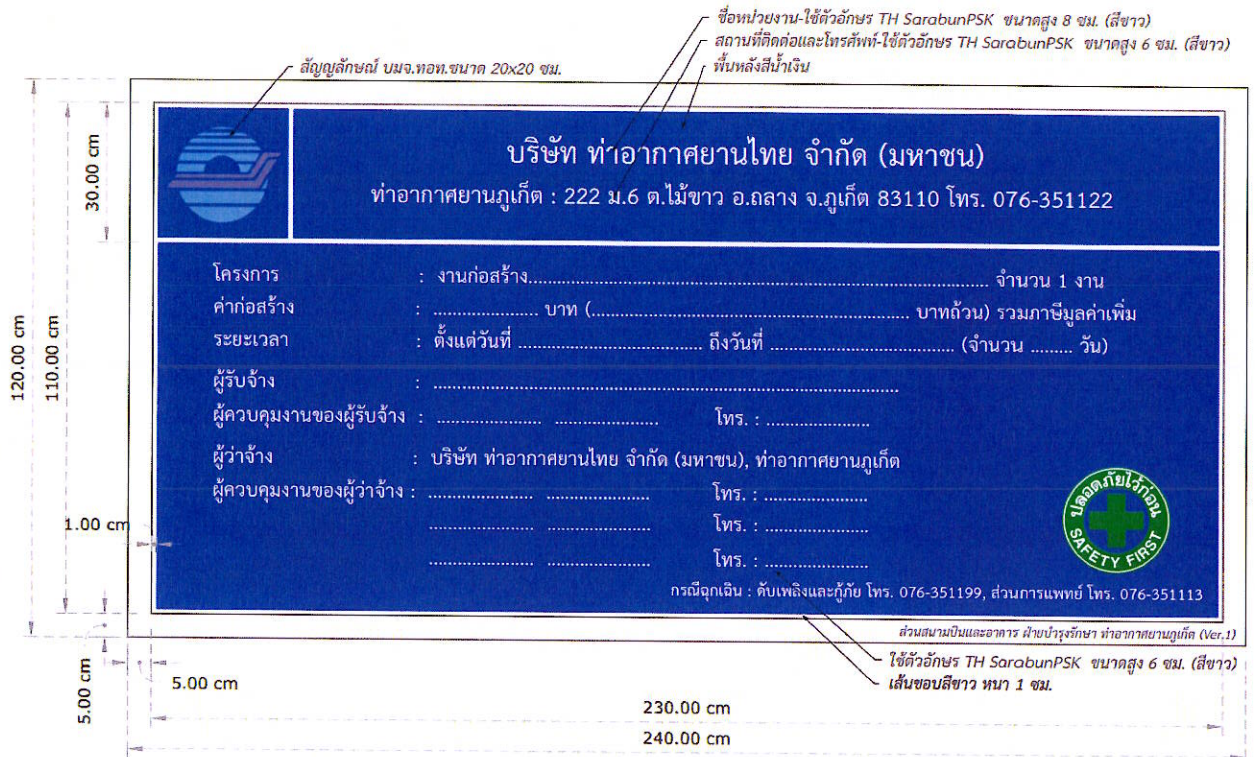 ชื่อหน่วยงาน-ใช้ตัวอักษร TH SarabunPSK ขนาดสูง 8 ซม. (สีขาว)
สถานที่ติดต่อและโทรศัพท์-ใช้ตัวอักษร TH SarabunPSK ขนาดสูง 6 ซม. (สีขาว)
สัญญลักษณ์ บมจ.ทอท.ขนาด 20x20 ซม.
พื้นหลังสีน้ำเงิน
บริษัท ท่าอากาศยานไทย จำกัด (มหาชน)
ท่าอากาศยานภูเก็ต : 222 ม.6 ต.ไม้ขาว อ.ถลาง จ.ภูเก็ต 83110 โทร. 076-351122
30.00 cm
120.00 cm
110.00 cm
โครงการ : งานก่อสร้าง.................................................. จำนวน 1 งาน
ค่าก่อสร้าง : .................... บาท (.................................................. บาทถ้วน) รวมภาษีมูลค่าเพิ่ม
ระยะเวลา : ตั้งแต่วันที่ .................................. ถึงวันที่ .................................. (จำนวน ........ วัน)
ผู้รับจ้าง : ..................................................
ผู้ควบคุมงานของผู้รับจ้าง : .................... .................... โทร. : ....................
ผู้ว่าจ้าง : บริษัท ท่าอากาศยานไทย จำกัด (มหาชน), ท่าอากาศยานภูเก็ต
ผู้ควบคุมงานของผู้ว่าจ้าง : .................... .................... โทร. : ....................
.................... .................... โทร. : ....................
.................... .................... โทร. : ....................
ปลอดภัยไว้ก่อน
SAFETY FIRST
1.00 cm
กรณีฉุกเฉิน : ดับเพลิงและกู้ภัย โทร. 076-351199, ส่วนการแพทย์ โทร. 076-351113
ส่วนสนามบินและอาคาร ฝ่ายบำรุงรักษา ท่าอากาศยานภูเก็ต (Ver.1)
ใช้ตัวอักษร TH SarabunPSK ขนาดสูง 6 ซม. (สีขาว)
เส้นขอบสีขาว หนา 1 ซม.
5.00 cm
5.00 cm
230.00 cm
240.00 cm